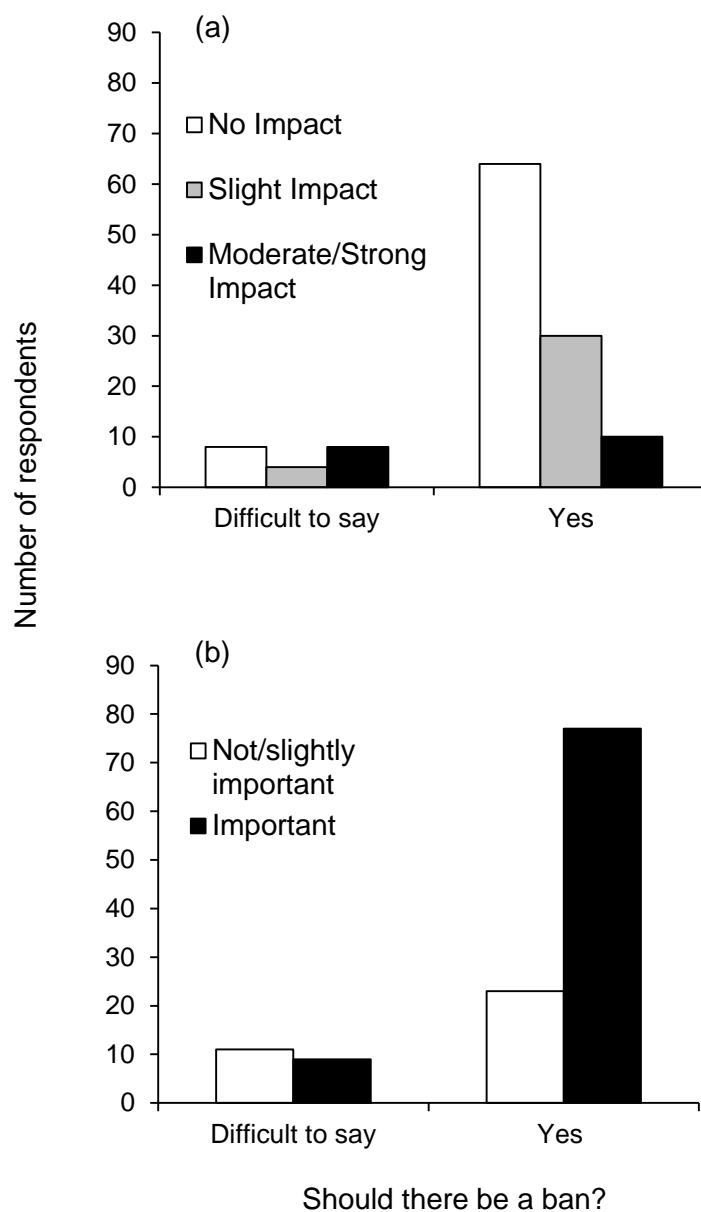 Number of respondents
(a)
90
80
70
60
50
40
30
20
10
0
No Impact
Slight Impact
Moderate/Strong
Impact
Difficult to say
Yes
(b)
90
80
70
60
50
40
30
20
10
0
Not/slightly
important
Important
Difficult to say
Yes
Should there be a ban?